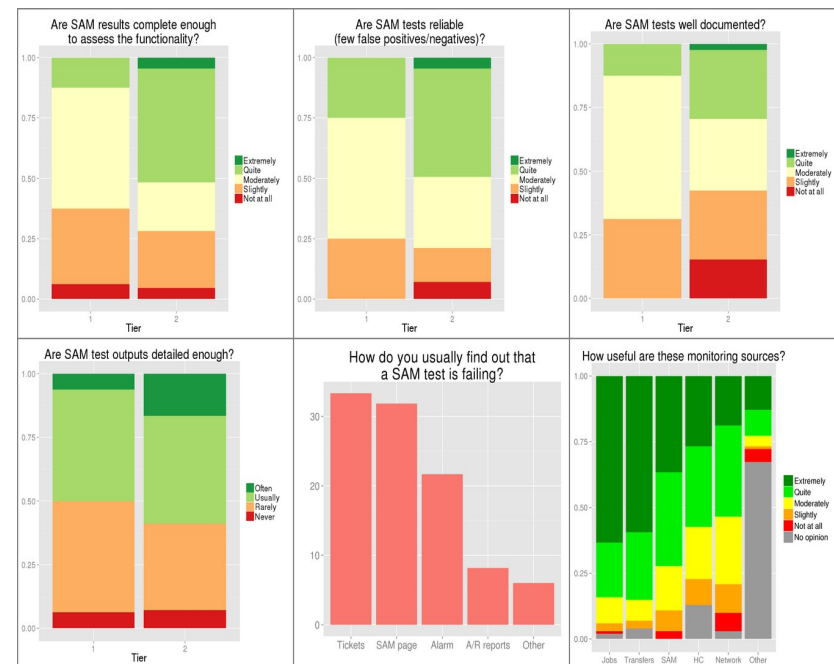 Are SAM results complete enough
to assess the functionality?
1.00
0.75
0.50
0.25
0.00
1 2
Tier
Extremely
Quite
Moderately
Slightly
Not at all
Are SAM tests reliable
(few false positives/negatives)?
1.00
0.75
0.50
0.25
0.00
1 2
Tier
Extremely
Quite
Moderately
Slightly
Not at all
Are SAM tests well documented?
1.00
0.75
0.50
0.25
0.00
1 2
Tier
Extremely
Quite
Moderately
Slightly
Not at all
Are SAM test outputs detailed enough?
1.00
0.75
0.50
0.25
0.00
1 2
Tier
Often
Usually
Rarely
Never
How do you usually find out that
a SAM test is failing?
30
20
10
0
Tickets SAM page Alarm A/R reports Other
How useful are these monitoring sources?
1.00
0.75
0.50
0.25
0.00
Jobs Transfers SAM HC Network Other
Extremely
Quite
Moderately
Slightly
Not at all
No opinion